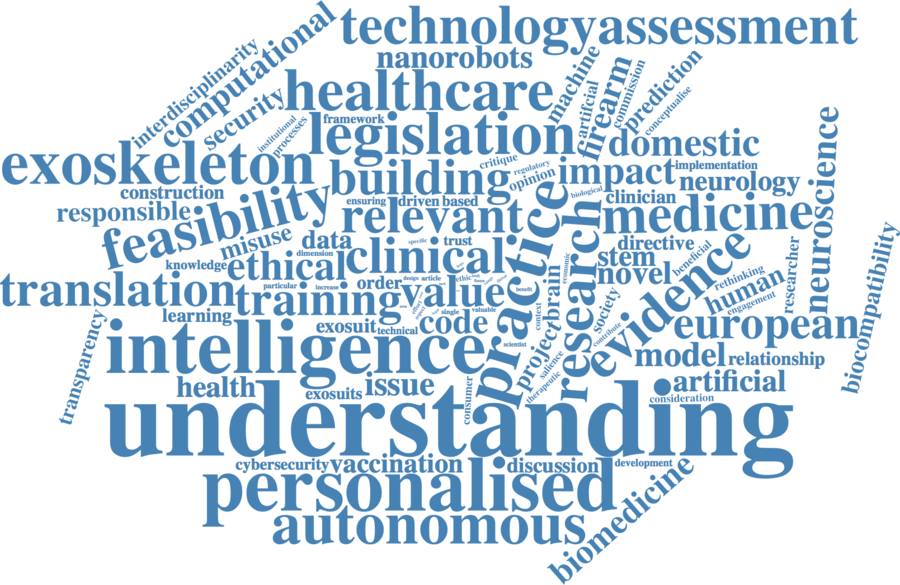 technology assessment
nanorobots
interdisciplinarity
computational
security
healthcare
machine
artificial
firearm
commission
prediction
conceptualise
institutional
processes
framework
legislation
domestic
exoskeleton
building
critique
regulatory
opinion
impact
implementation
construction
feasibility
ensuring
driven based
biological
clinician
neurology
neuroscience
responsible
relevant
practice
research
medicine
misuse
data
dimension
specific
trust
directive
knowledge
ethical
clinical
economic
stem
evidence
beneficial
biocompatibility
translation
particular
increase
order
design
article
ethic
benefit
brain
novel
rethinking
human
engagement
researcher
learning
training
value
single
valuable
context
society
contribute
european
transparency
exosuit
technical
code
scientist
project
salience
therapeutic
intelligence
model
relationship
health
exosuits
issue
consumer
artificial
consideration
understanding
cybersecurity
vaccination
discussion
development
personalised
autonomous
biomedicine